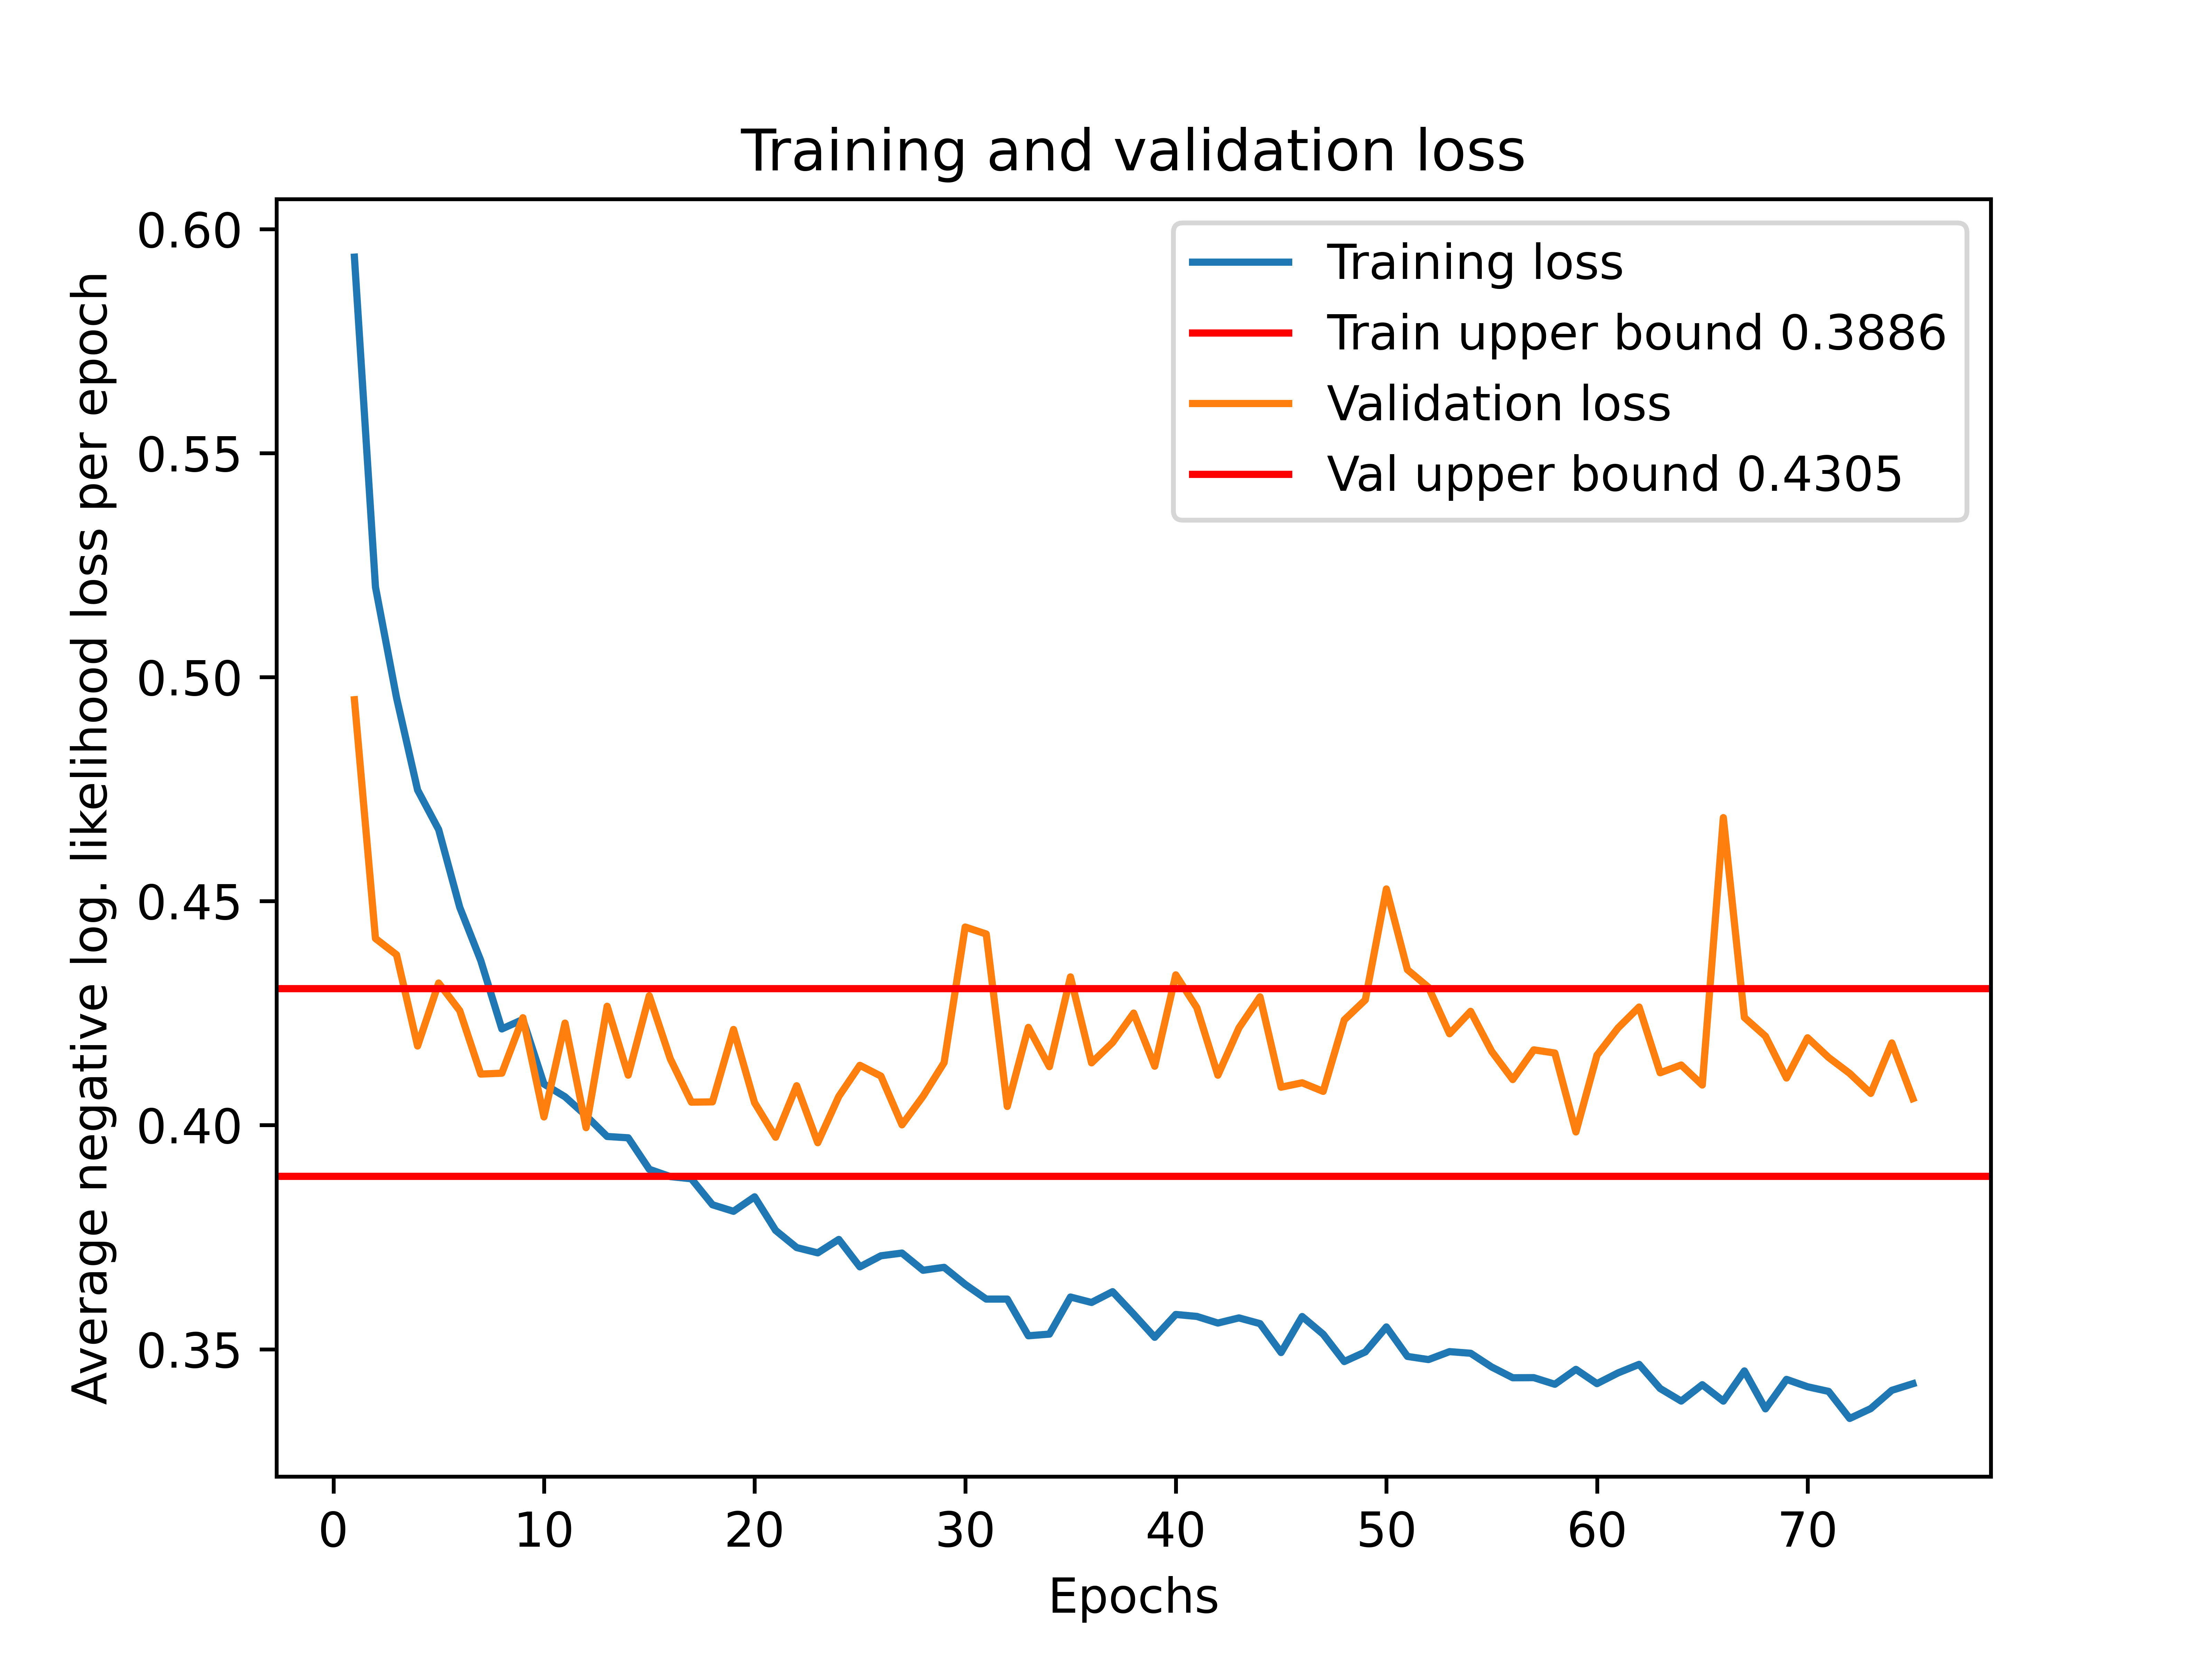 Training and validation loss
Training loss
Train upper bound 0.3886
Validation loss
Val upper bound 0.4305
Average negative log. likelihood loss per epoch
0.60
0.55
0.50
0.45
0.40
0.35
0 10 20 30 40 50 60 70
Epochs